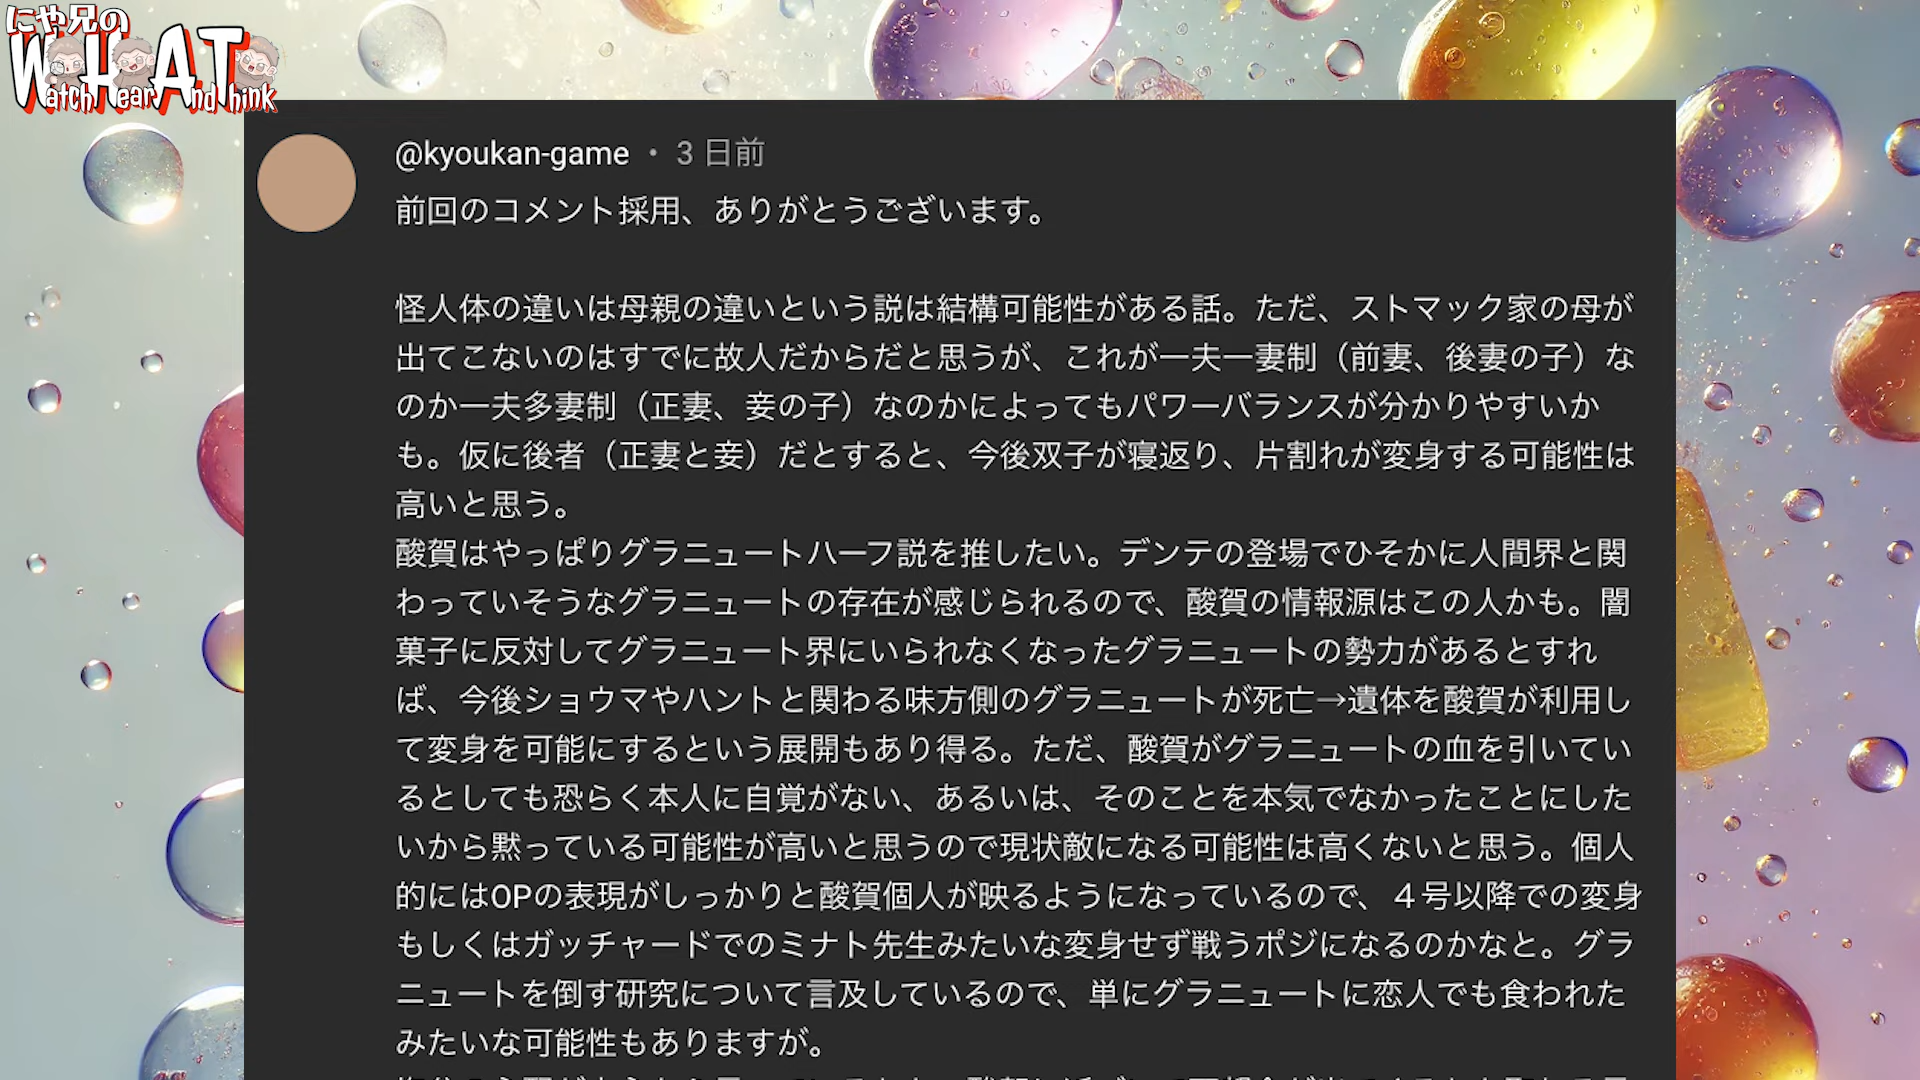 にや兄の
WHAT
Watch Hear And Think
@kyoukan-game ・ 3 日前
前回のコメント採用、ありがとうございます。
怪人体の違いは母親の違いという説は結構可能性がある話。ただ、ストマック家の母が
出てこないのはすでに故人だからだと思うが、これが一夫一妻制（前妻、後妻の子）な
のか一夫多妻制（正妻、妾の子）なのかによってもパワーバランスが分かりやすいか
も。仮に後者（正妻と妾）だとすると、今後双子が寝返り、片割れが変身する可能性は
高いと思う。
酸賀はやっぱりグラニュートハーフ説を推したい。デンテの登場でひそかに人間界と関
わっていそうなグラニュートの存在が感じられるので、酸賀の情報源はこの人かも。闇
菓子に反対してグラニュート界にいられなくなったグラニュートの勢力があるとすれ
ば、今後ショウマやハントと関わる味方側のグラニュートが死亡→遺体を酸賀が利用し
て変身を可能にするという展開もあり得る。ただ、酸賀がグラニュートの血を引いてい
るとしても恐らく本人に自覚がない、あるいは、そのことを本気でなかったことにした
いから黙っている可能性が高いと思うので現状敵になる可能性は高くないと思う。個人
的にはOPの表現がしっかりと酸賀個人が映るようになっているので、４号以降での変身
もしくはガッチャードでのミナト先生みたいな変身せず戦うポジになるのかなと。グラ
ニュートを倒す研究について言及しているので、単にグラニュートに恋人でも食われた
みたいな可能性もありますが。